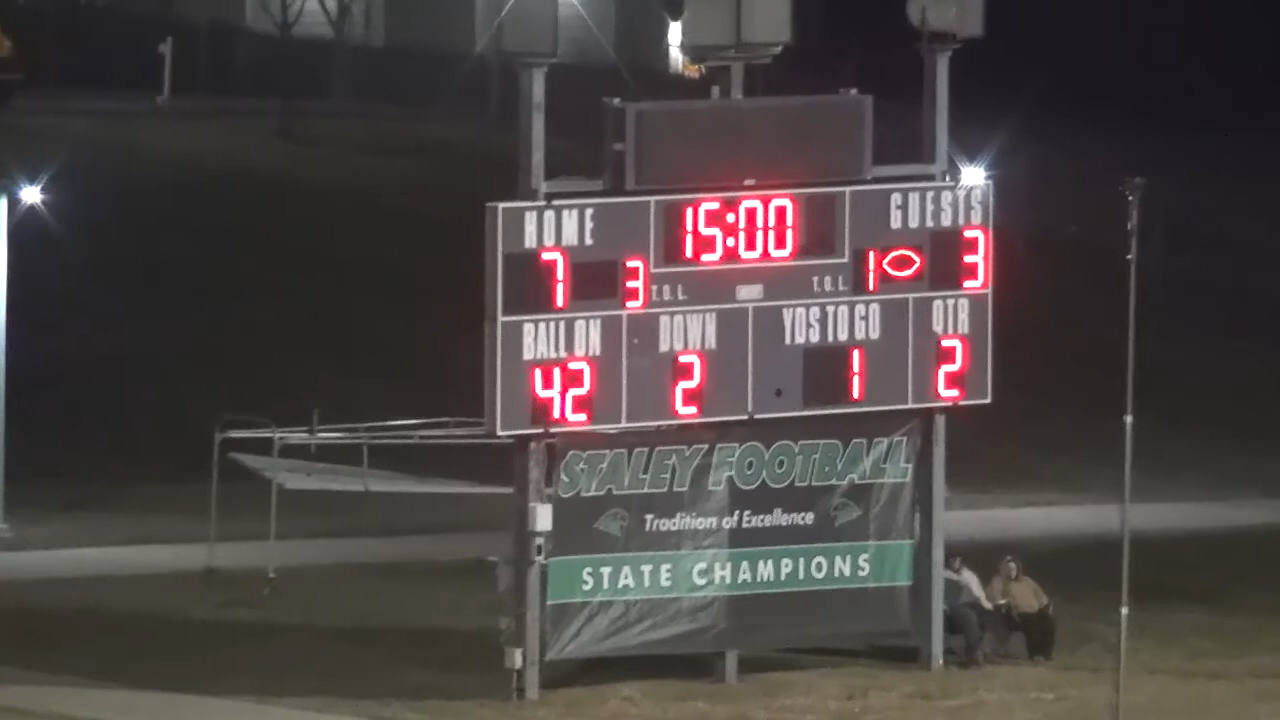 HOME 15:00 GUESTS
7 3 T.O.L. T.O.L. 1 3
BALL ON DOWN YDS TO GO QTR
42 2 1 2
STALEY FOOTBALL
Tradition of Excellence
STATE CHAMPIONS